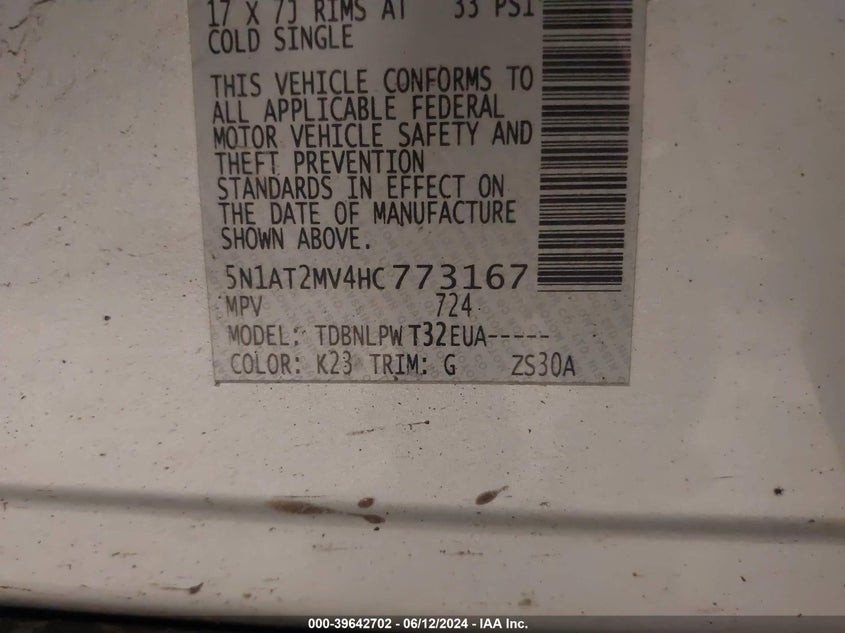 17 X 7J RIMS AT 33 PSI
COLD SINGLE
THIS VEHICLE CONFORMS TO
ALL APPLICABLE FEDERAL
MOTOR VEHICLE SAFETY AND
THEFT PREVENTION
STANDARDS IN EFFECT ON
THE DATE OF MANUFACTURE
SHOWN ABOVE.
5N1AT2MV4HC773167
MPV 724
MODEL: TDBNLPWT32EUA-----
COLOR: K23 TRIM: G ZS30A
000-39642702 - 06/12/2024 - IAA Inc.